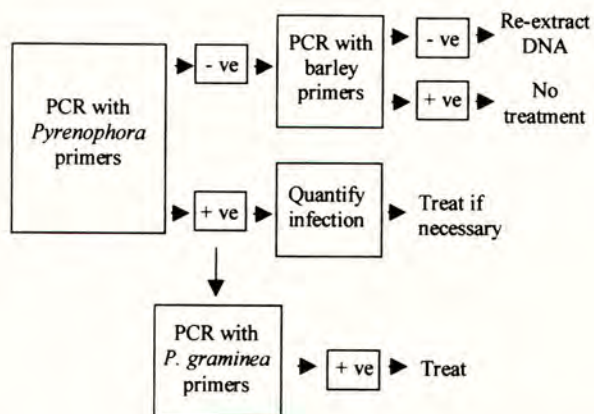 PCR with
Pyrenophora
primers
- ve
PCR with
barley
primers
- ve
Re-extract
DNA
+ ve
No
treatment
+ ve
Quantify
infection
Treat if
necessary
PCR with
P. graminea
primers
+ ve
Treat